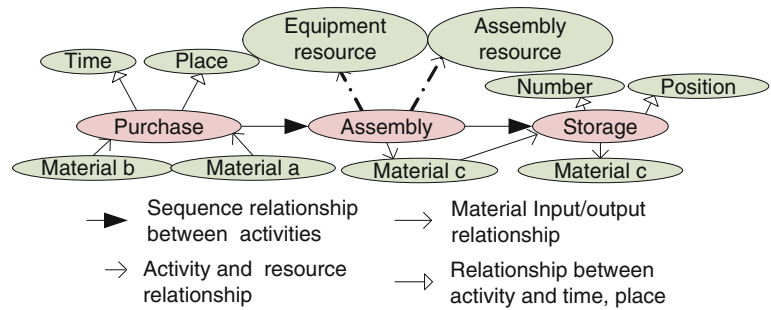 Equipment
resource
Assembly
resource
Time
Place
Number
Position
Purchase
Assembly
Storage
Material b
Material a
Material c
Material c
Sequence relationship
between activities
Material Input/output
relationship
Activity and resource
relationship
Relationship between
activity and time, place